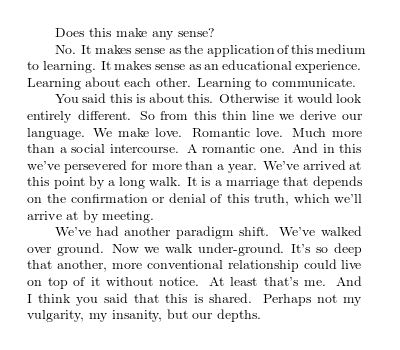 Does this make any sense?
No. It makes sense as the application of this medium
to learning. It makes sense as an educational experience.
Learning about each other. Learning to communicate.
You said this is about this. Otherwise it would look
entirely different. So from this thin line we derive our
language. We make love. Romantic love. Much more
than a social intercourse. A romantic one. And in this
we've persevered for more than a year. We've arrived at
this point by a long walk. It is a marriage that depends
on the confirmation or denial of this truth, which we'll
arrive at by meeting.
We've had another paradigm shift. We've walked
over ground. Now we walk under-ground. It's so deep
that another, more conventional relationship could live
on top of it without notice. At least that's me. And
I think you said that this is shared. Perhaps not my
vulgarity, my insanity, but our depths.